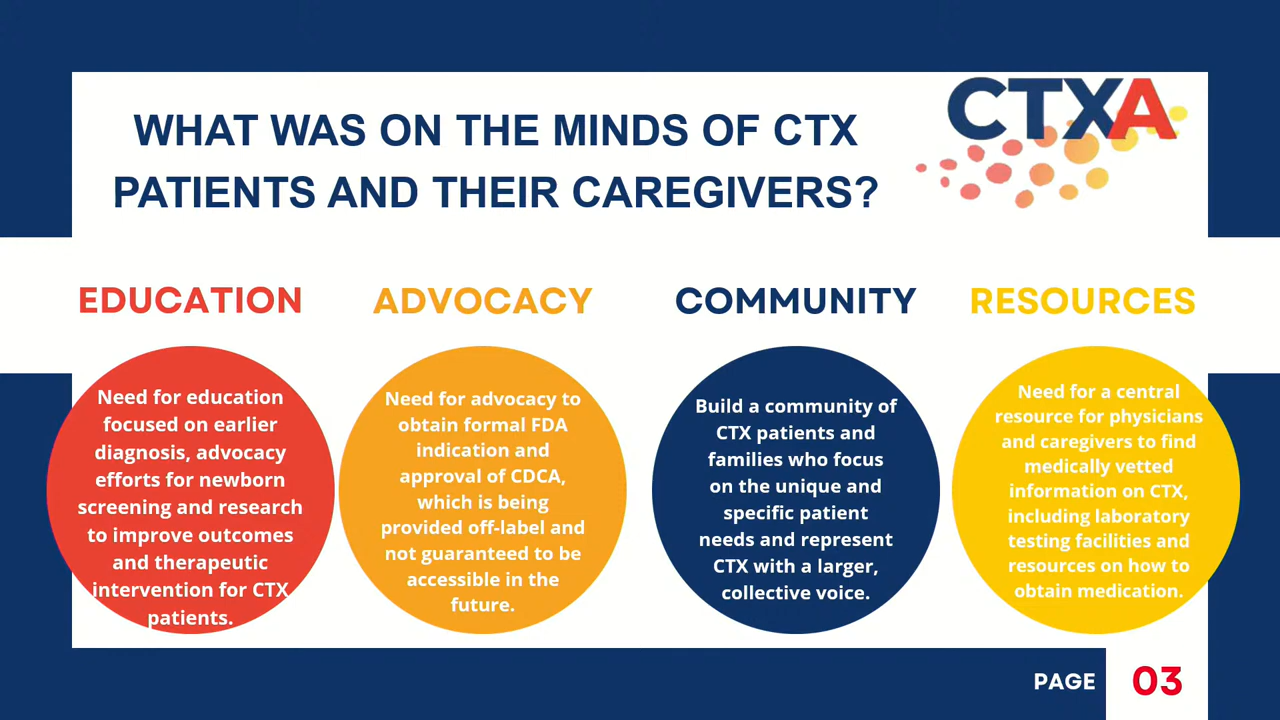 WHAT WAS ON THE MINDS OF CTX
PATIENTS AND THEIR CAREGIVERS?
CTXA
EDUCATION
Need for education
focused on earlier
diagnosis, advocacy
efforts for newborn
screening and research
to improve outcomes
and therapeutic
intervention for CTX
patients.
ADVOCACY
Need for advocacy to
obtain formal FDA
indication and
approval of CDCA,
which is being
provided off-label and
not guaranteed to be
accessible in the
future.
COMMUNITY
Build a community of
CTX patients and
families who focus
on the unique and
specific patient
needs and represent
CTX with a larger,
collective voice.
RESOURCES
Need for a central
resource for physicians
and caregivers to find
medically vetted
information on CTX,
including laboratory
testing facilities and
resources on how to
obtain medication.
PAGE 03